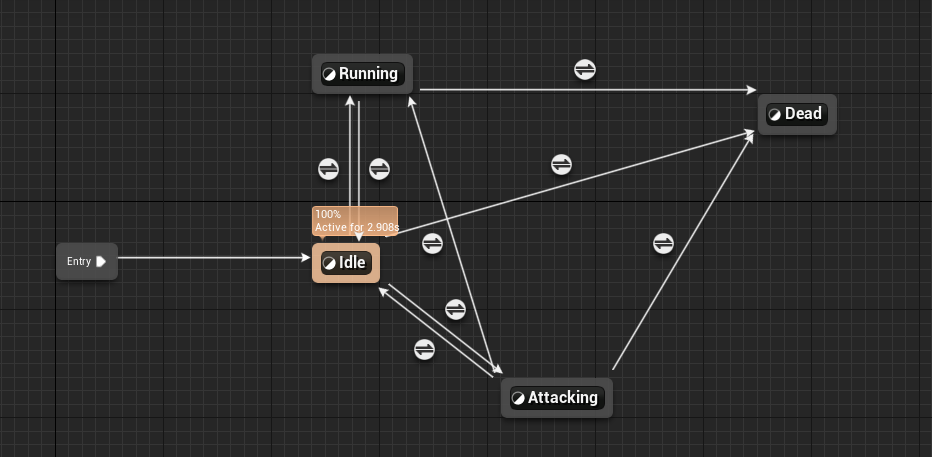 Running
Dead
100%
Active for 2.908s
Entry
Idle
Attacking